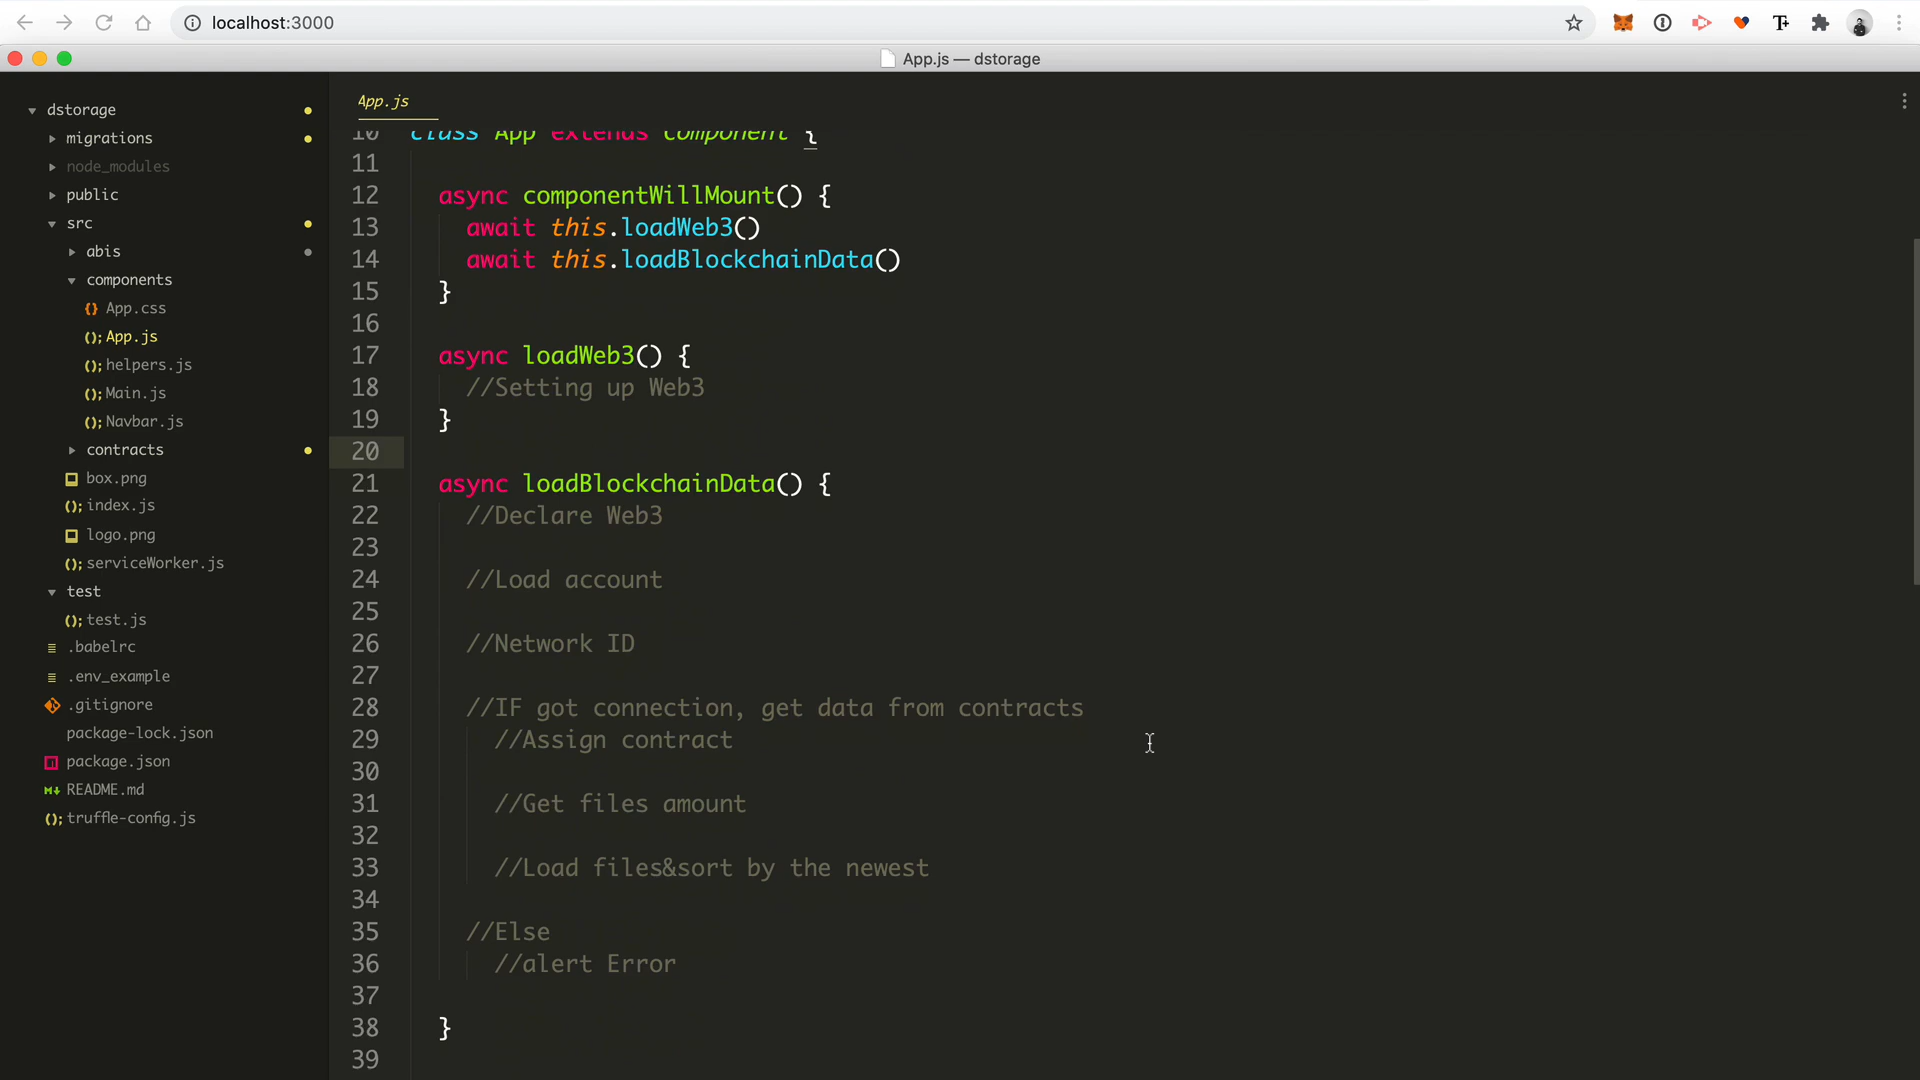 localhost:3000
App.js — dstorage
dstorage
migrations
node_modules
public
src
abis
components
{} App.css
(); App.js
(); helpers.js
(); Main.js
(); Navbar.js
contracts
box.png
(); index.js
logo.png
(); serviceWorker.js
test
(); test.js
.babelrc
.env_example
.gitignore
package-lock.json
package.json
README.md
(); truffle-config.js
App.js
10 class App extends Component {
11
12 async componentWillMount() {
13 await this.loadWeb3()
14 await this.loadBlockchainData()
15 }
16
17 async loadWeb3() {
18 //Setting up Web3
19 }
20
21 async loadBlockchainData() {
22 //Declare Web3
23
24 //Load account
25
26 //Network ID
27
28 //IF got connection, get data from contracts
29 //Assign contract
30
31 //Get files amount
32
33 //Load files&sort by the newest
34
35 //Else
36 //alert Error
37
38 }
39